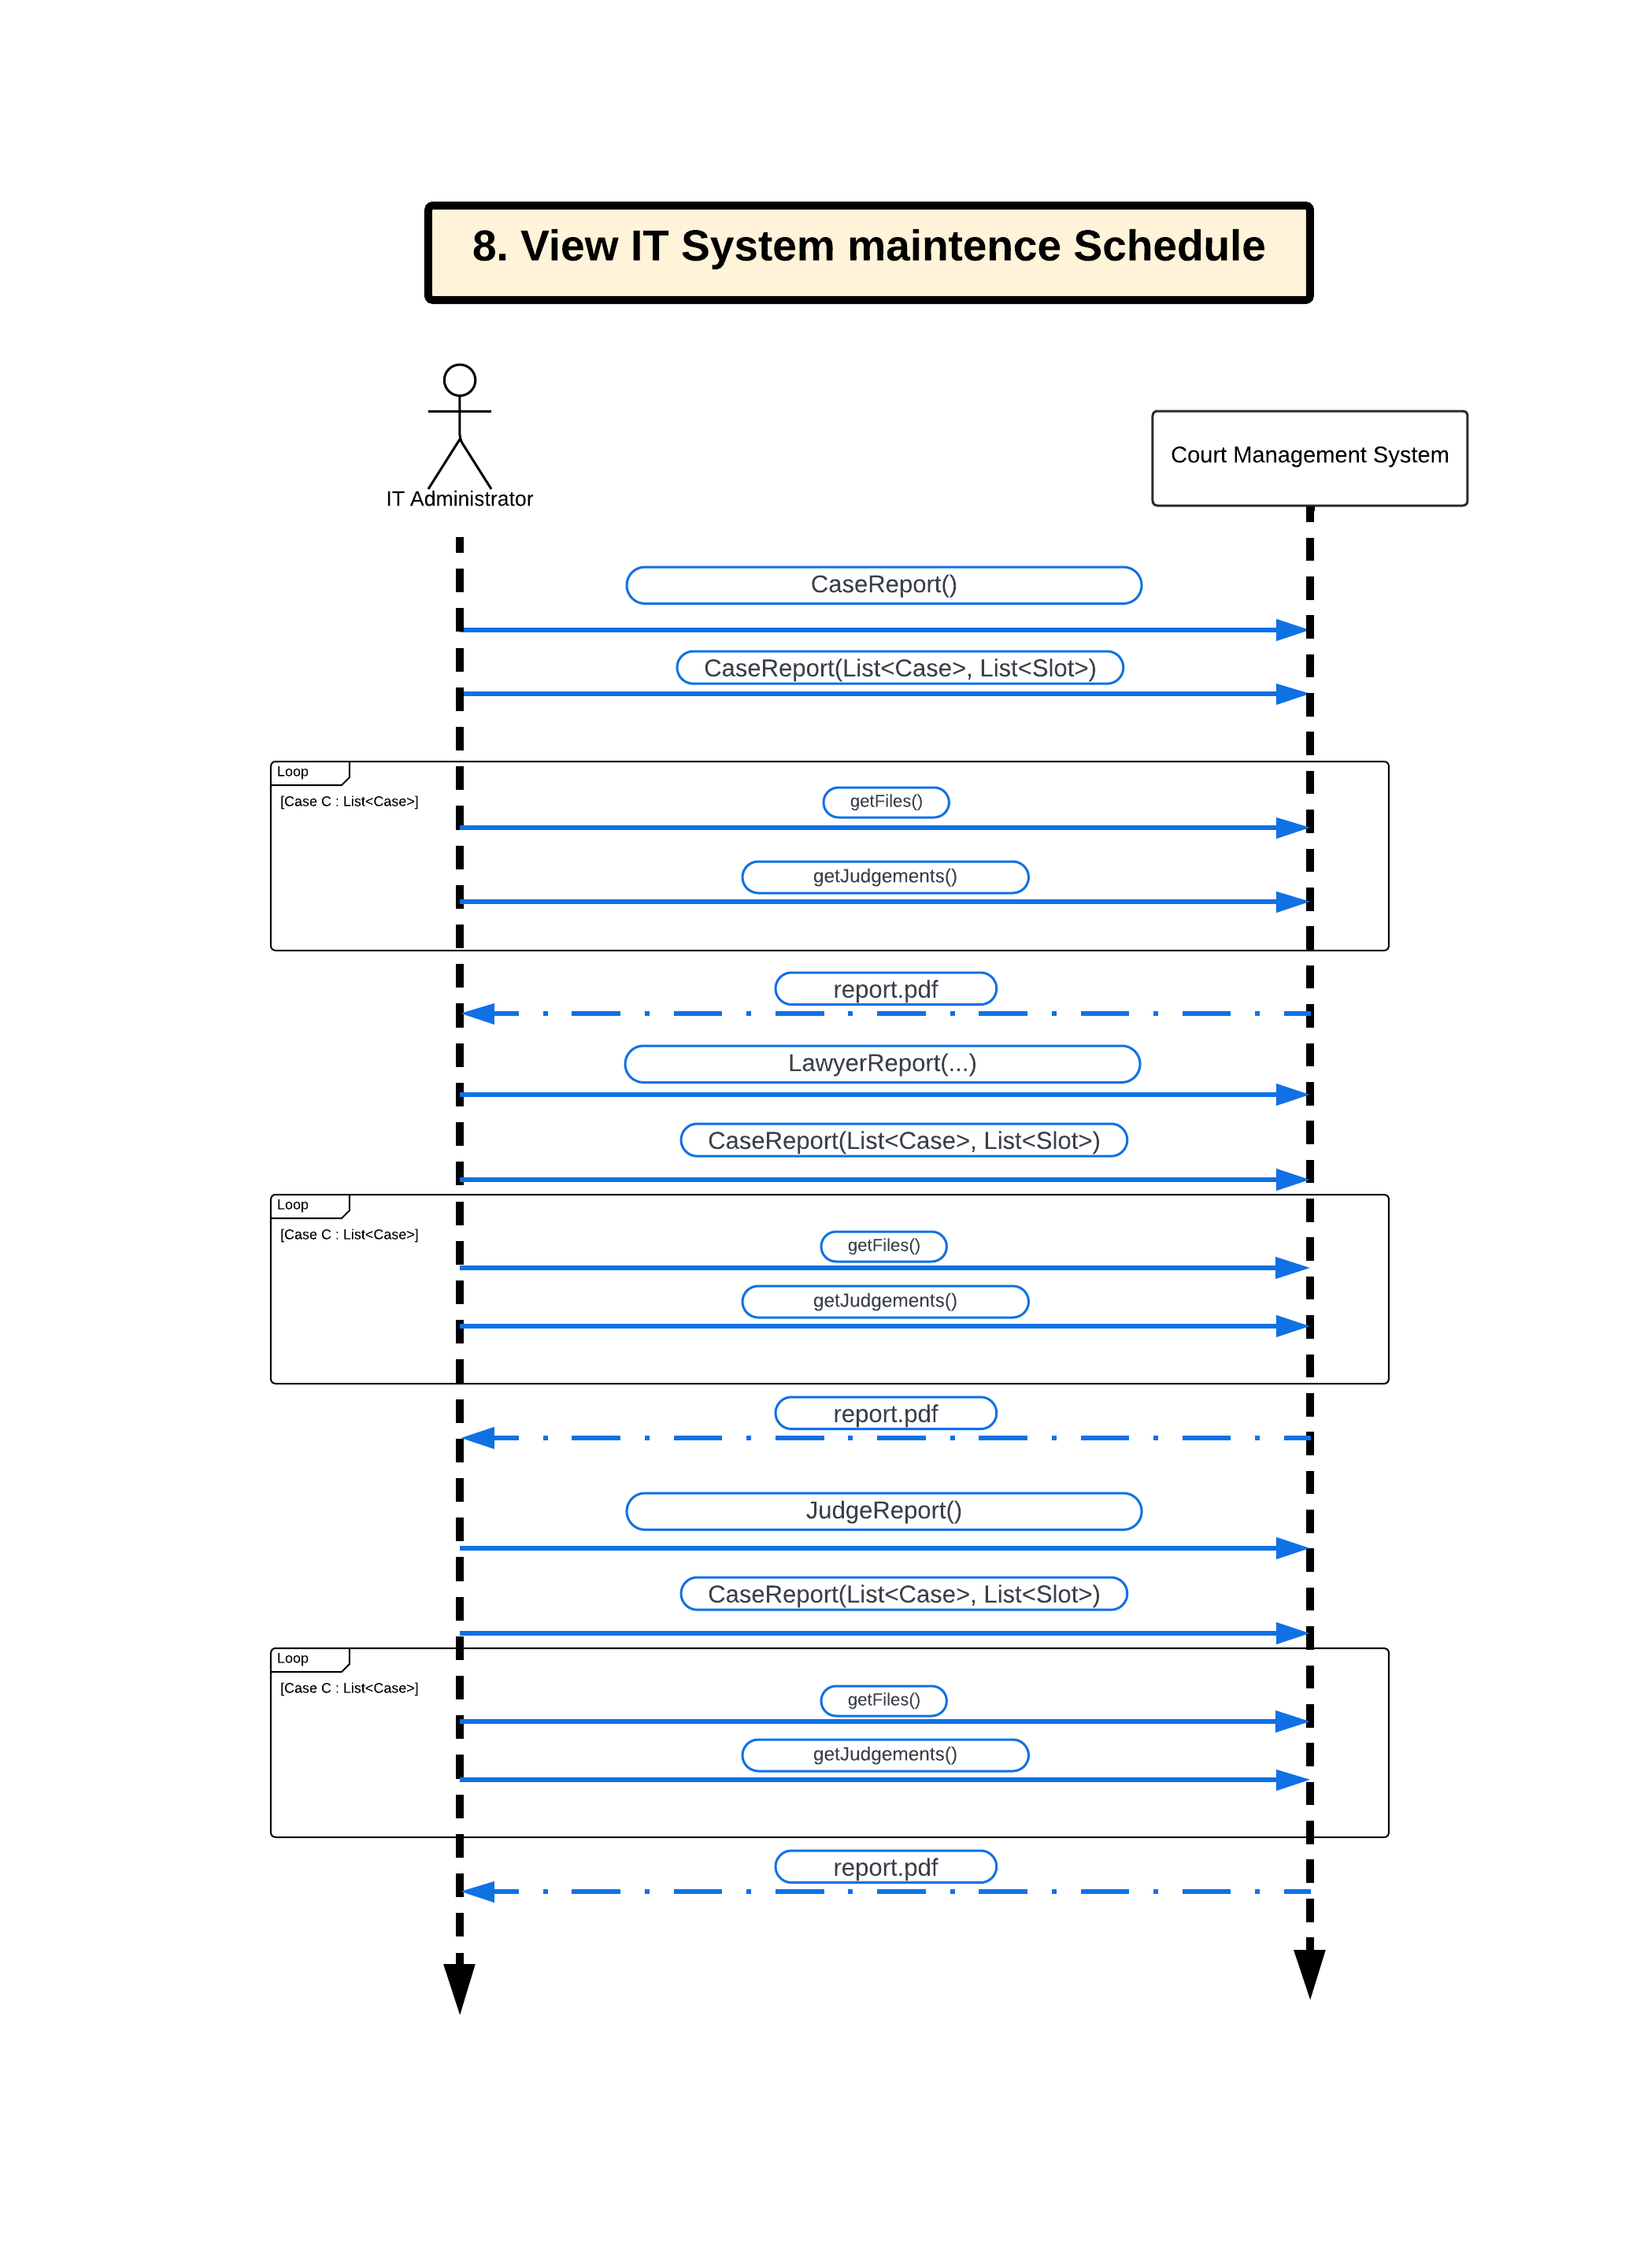 8. View IT System maintence Schedule
IT Administrator
Court Management System
CaseReport()
CaseReport(List<Case>, List<Slot>)
Loop
[Case C : List<Case>]
getFiles()
getJudgements()
report.pdf
LawyerReport(...)
CaseReport(List<Case>, List<Slot>)
Loop
[Case C : List<Case>]
getFiles()
getJudgements()
report.pdf
JudgeReport()
CaseReport(List<Case>, List<Slot>)
Loop
[Case C : List<Case>]
getFiles()
getJudgements()
report.pdf